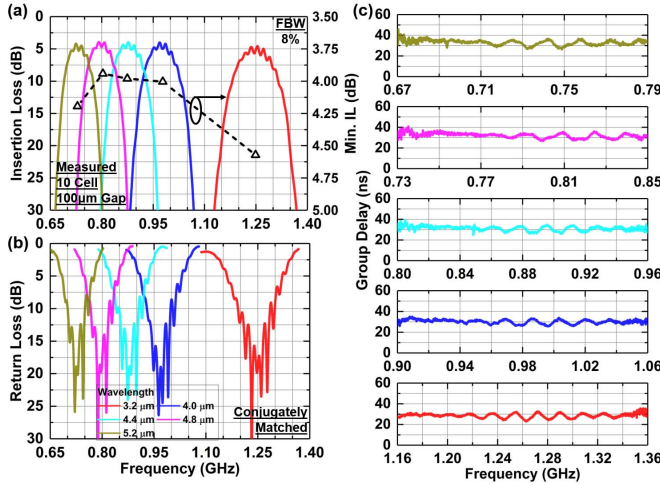 (a)
FBW
8%
0
5
10
15
20
25
30
Insertion Loss (dB)
3.50
3.75
4.00
4.25
4.50
4.75
5.00
Min. IL (dB)
Measured
10 Cell
100μm Gap
0.65 0.80 0.95 1.10 1.25 1.40
(b)
0
5
10
15
20
25
30
Return Loss (dB)
Wavelength
3.2 μm 4.0 μm
4.4 μm 4.8 μm
5.2 μm
Conjugately
Matched
0.65 0.80 0.95 1.10 1.25 1.40
Frequency (GHz)
(c)
Group Delay (ns)
60
40
20
0
0.67 0.71 0.75 0.79
60
40
20
0
0.73 0.77 0.81 0.85
60
40
20
0
0.80 0.84 0.88 0.92 0.96
60
40
20
0
0.90 0.94 0.98 1.02 1.06
60
40
20
0
1.16 1.20 1.24 1.28 1.32 1.36
Frequency (GHz)